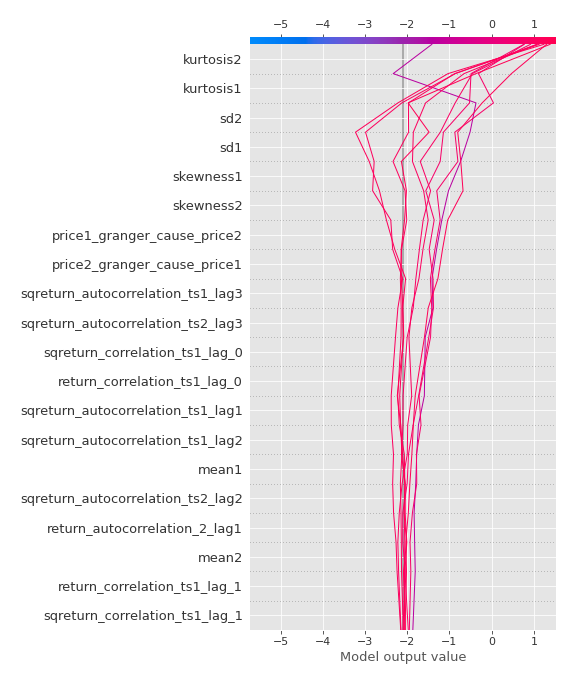 −5 −4 −3 −2 −1 0 1
kurtosis2
kurtosis1
sd2
sd1
skewness1
skewness2
price1_granger_cause_price2
price2_granger_cause_price1
sqreturn_autocorrelation_ts1_lag3
sqreturn_autocorrelation_ts2_lag3
sqreturn_correlation_ts1_lag_0
return_correlation_ts1_lag_0
sqreturn_autocorrelation_ts1_lag1
sqreturn_autocorrelation_ts1_lag2
mean1
sqreturn_autocorrelation_ts2_lag2
return_autocorrelation_2_lag1
mean2
return_correlation_ts1_lag_1
sqreturn_correlation_ts1_lag_1
−5 −4 −3 −2 −1 0 1
Model output value